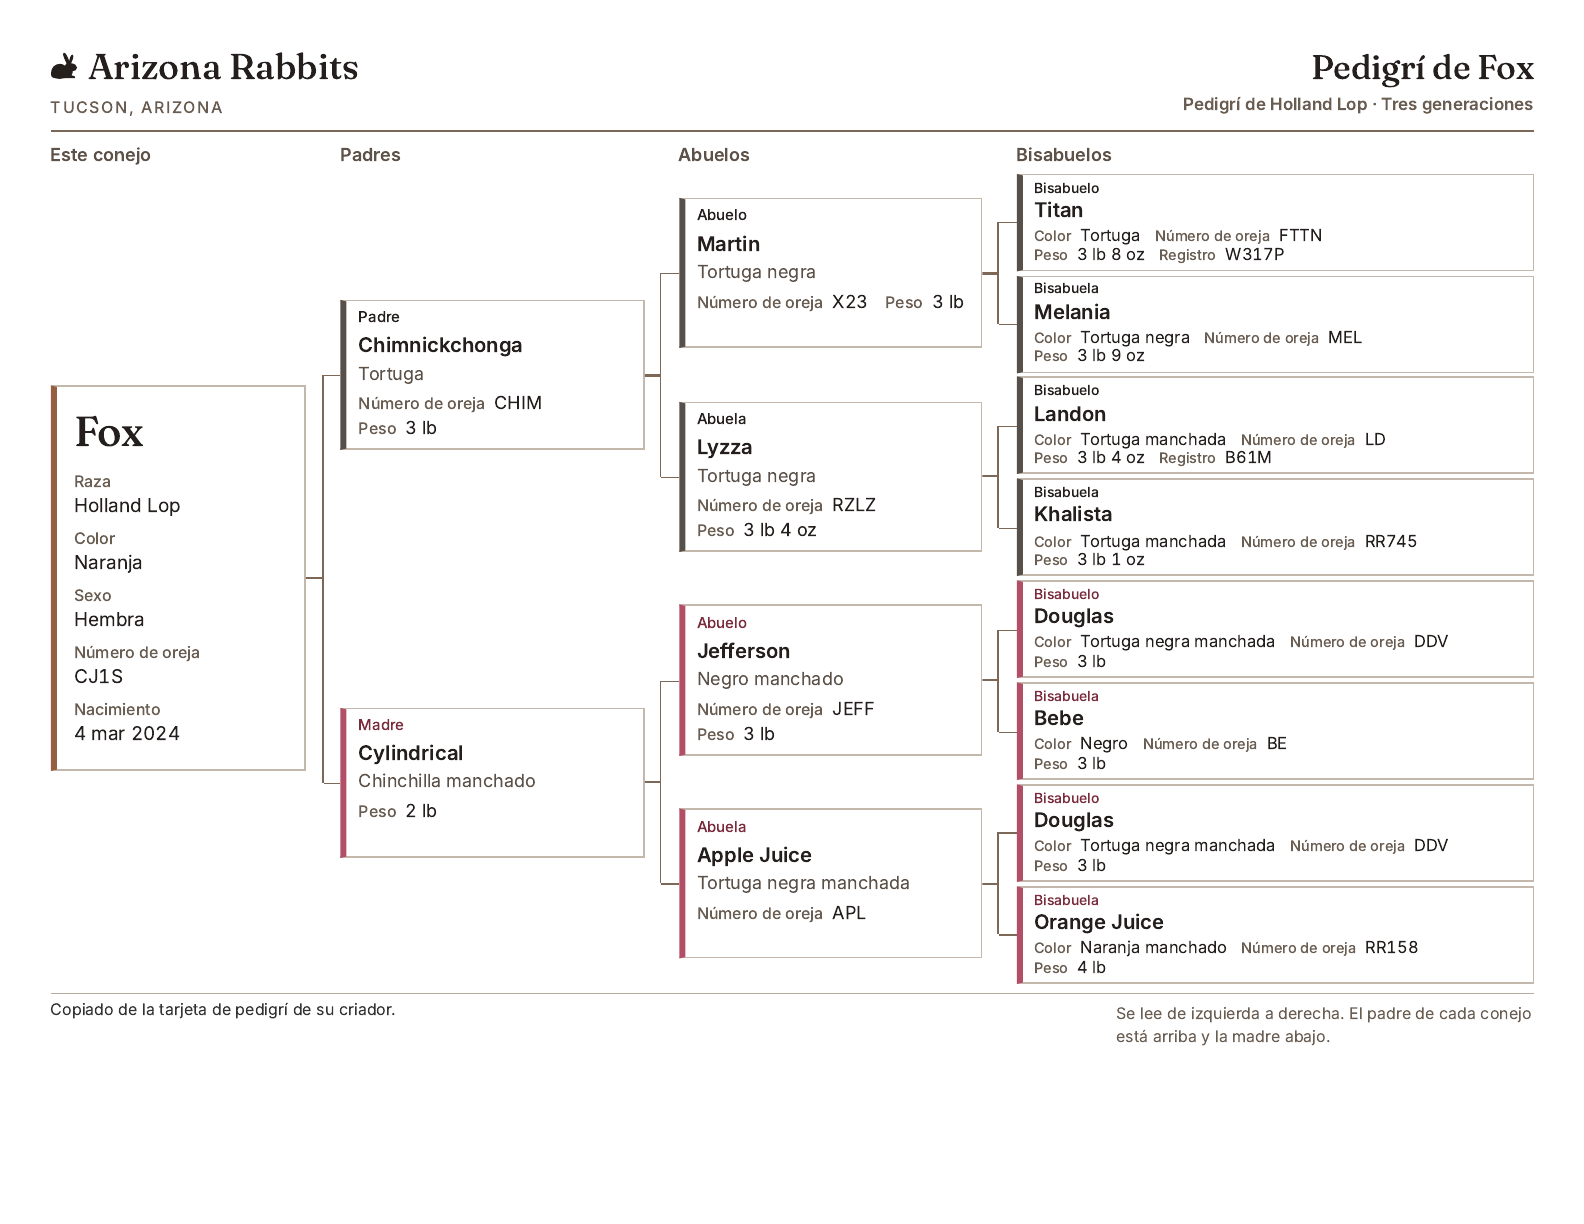 Arizona Rabbits
TUCSON, ARIZONA
Pedigrí de Fox
Pedigrí de Holland Lop · Tres generaciones
Este conejo
Padres
Abuelos
Bisabuelos
Fox
Raza
Holland Lop
Color
Naranja
Sexo
Hembra
Número de oreja
CJ1S
Nacimiento
4 mar 2024
Padre
Chimnickchonga
Tortuga
Número de oreja CHIM
Peso 3 lb
Madre
Cylindrical
Chinchilla manchado
Peso 2 lb
Abuelo
Martin
Tortuga negra
Número de oreja X23 Peso 3 lb
Abuela
Lyzza
Tortuga negra
Número de oreja RZLZ
Peso 3 lb 4 oz
Abuelo
Jefferson
Negro manchado
Número de oreja JEFF
Peso 3 lb
Abuela
Apple Juice
Tortuga negra manchada
Número de oreja APL
Bisabuelo
Titan
Color Tortuga Número de oreja FTTN
Peso 3 lb 8 oz Registro W317P
Bisabuela
Melania
Color Tortuga negra Número de oreja MEL
Peso 3 lb 9 oz
Bisabuelo
Landon
Color Tortuga manchada Número de oreja LD
Peso 3 lb 4 oz Registro B61M
Bisabuela
Khalista
Color Tortuga manchada Número de oreja RR745
Peso 3 lb 1 oz
Bisabuelo
Douglas
Color Tortuga negra manchada Número de oreja DDV
Peso 3 lb
Bisabuela
Bebe
Color Negro Número de oreja BE
Peso 3 lb
Bisabuelo
Douglas
Color Tortuga negra manchada Número de oreja DDV
Peso 3 lb
Bisabuela
Orange Juice
Color Naranja manchado Número de oreja RR158
Peso 4 lb
Copiado de la tarjeta de pedigrí de su criador.
Se lee de izquierda a derecha. El padre de cada conejo
está arriba y la madre abajo.